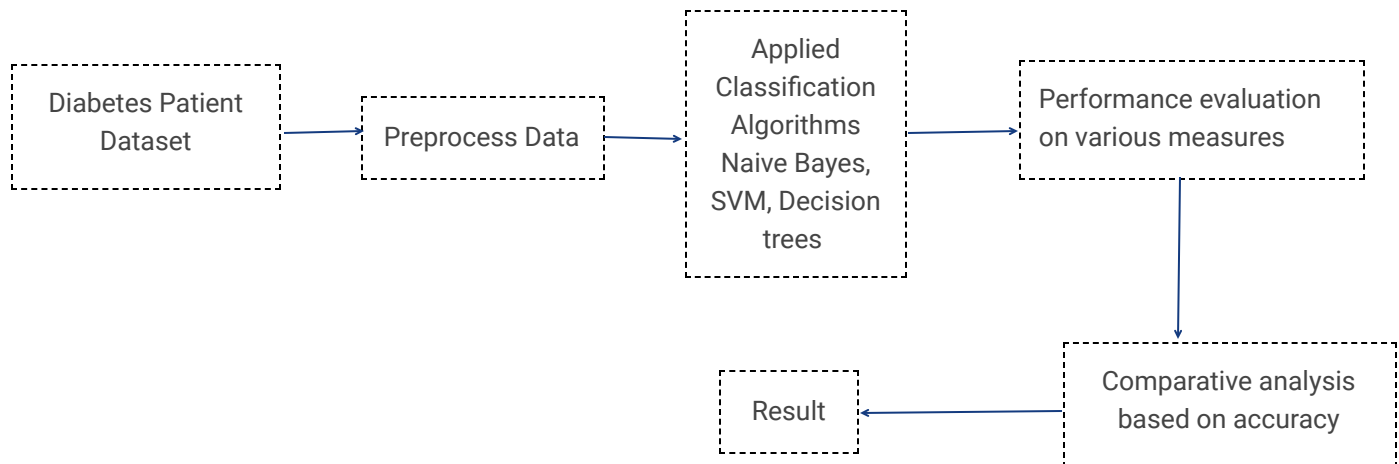 Diabetes Patient
Dataset
Preprocess Data
Applied
Classification
Algorithms
Naive Bayes,
SVM, Decision
trees
Performance evaluation
on various measures
Comparative analysis
based on accuracy
Result